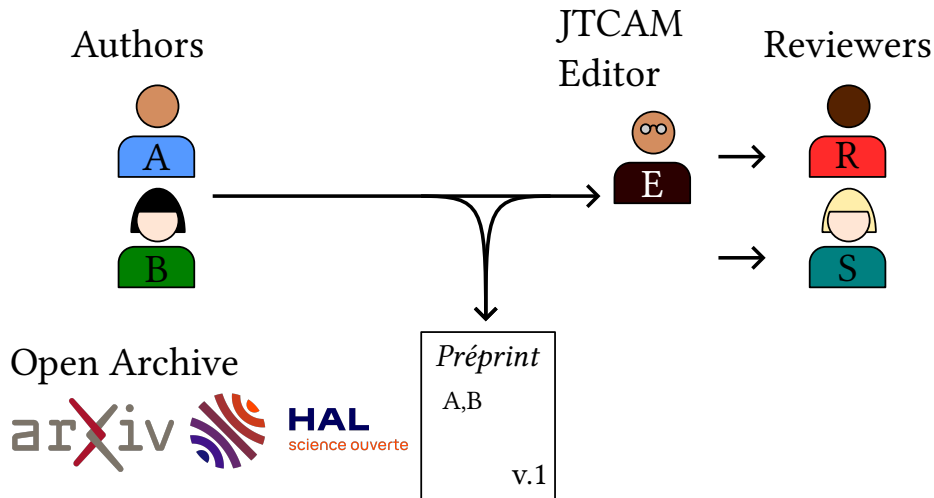 Authors
JTCAM
Editor
Reviewers
A
E
R
B
S
Open Archive
arXiv
HAL
science ouverte
Préprint
A,B
v.1